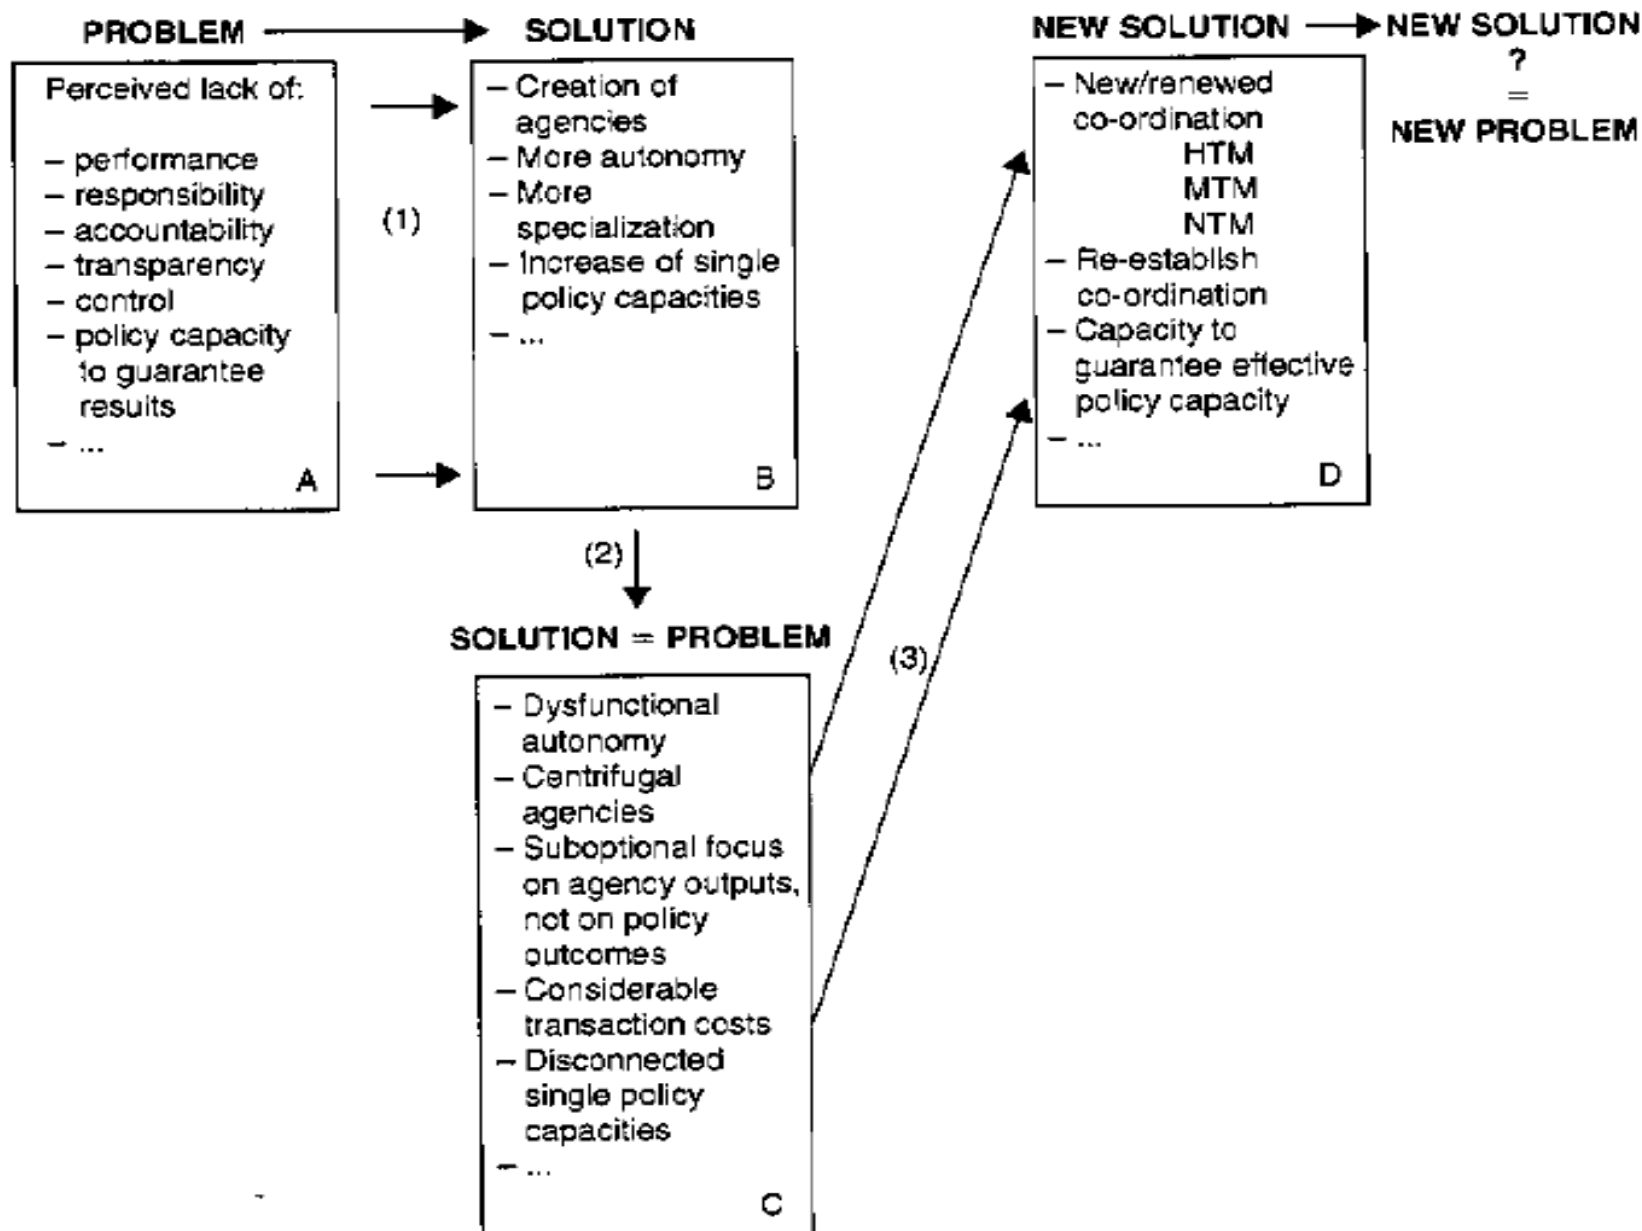 PROBLEM
SOLUTION
Perceived lack of:
– performance
– responsibility
– accountability
– transparency
– control
– policy capacity
to guarantee
results
– ...
A
(1)
– Creation of
agencies
– More autonomy
– More
specialization
– Increase of single
policy capacities
– ...
B
(2)
SOLUTION = PROBLEM
– Dysfunctional
autonomy
– Centrifugal
agencies
– Suboptional focus
on agency outputs,
not on policy
outcomes
– Considerable
transaction costs
– Disconnected
single policy
capacities
– ...
C
(3)
NEW SOLUTION
– New/renewed
co-ordination
HTM
MTM
NTM
– Re-establish
co-ordination
– Capacity to
guarantee effective
policy capacity
– ...
D
NEW SOLUTION
?
=
NEW PROBLEM